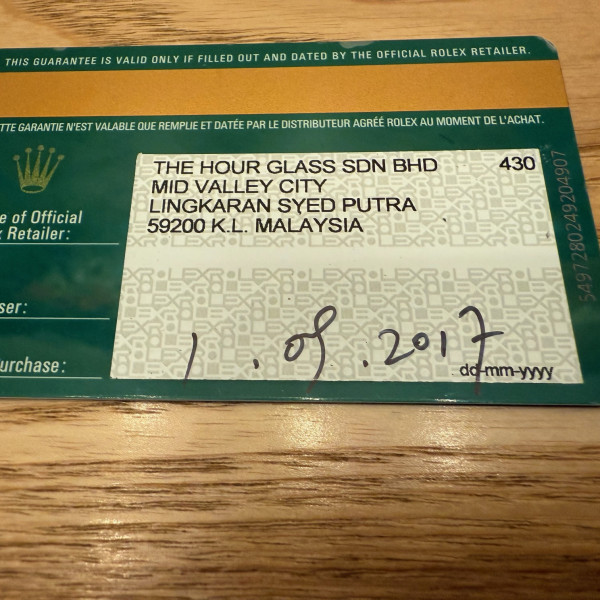 THIS GUARANTEE IS VALID ONLY IF FILLED OUT AND DATED BY THE OFFICIAL ROLEX RETAILER.
TTE GARANTIE N'EST VALABLE QUE REMPLIE ET DATÉE PAR LE DISTRIBUTEUR AGRÉÉ ROLEX AU MOMENT DE L'ACHAT.
THE HOUR GLASS SDN BHD 430
MID VALLEY CITY
LINGKARAN SYED PUTRA
59200 K.L. MALAYSIA
e of Official
x Retailer:
ser:
urchase:
1 . 09 . 2017
dd-mm-yyyy
5497280249204907